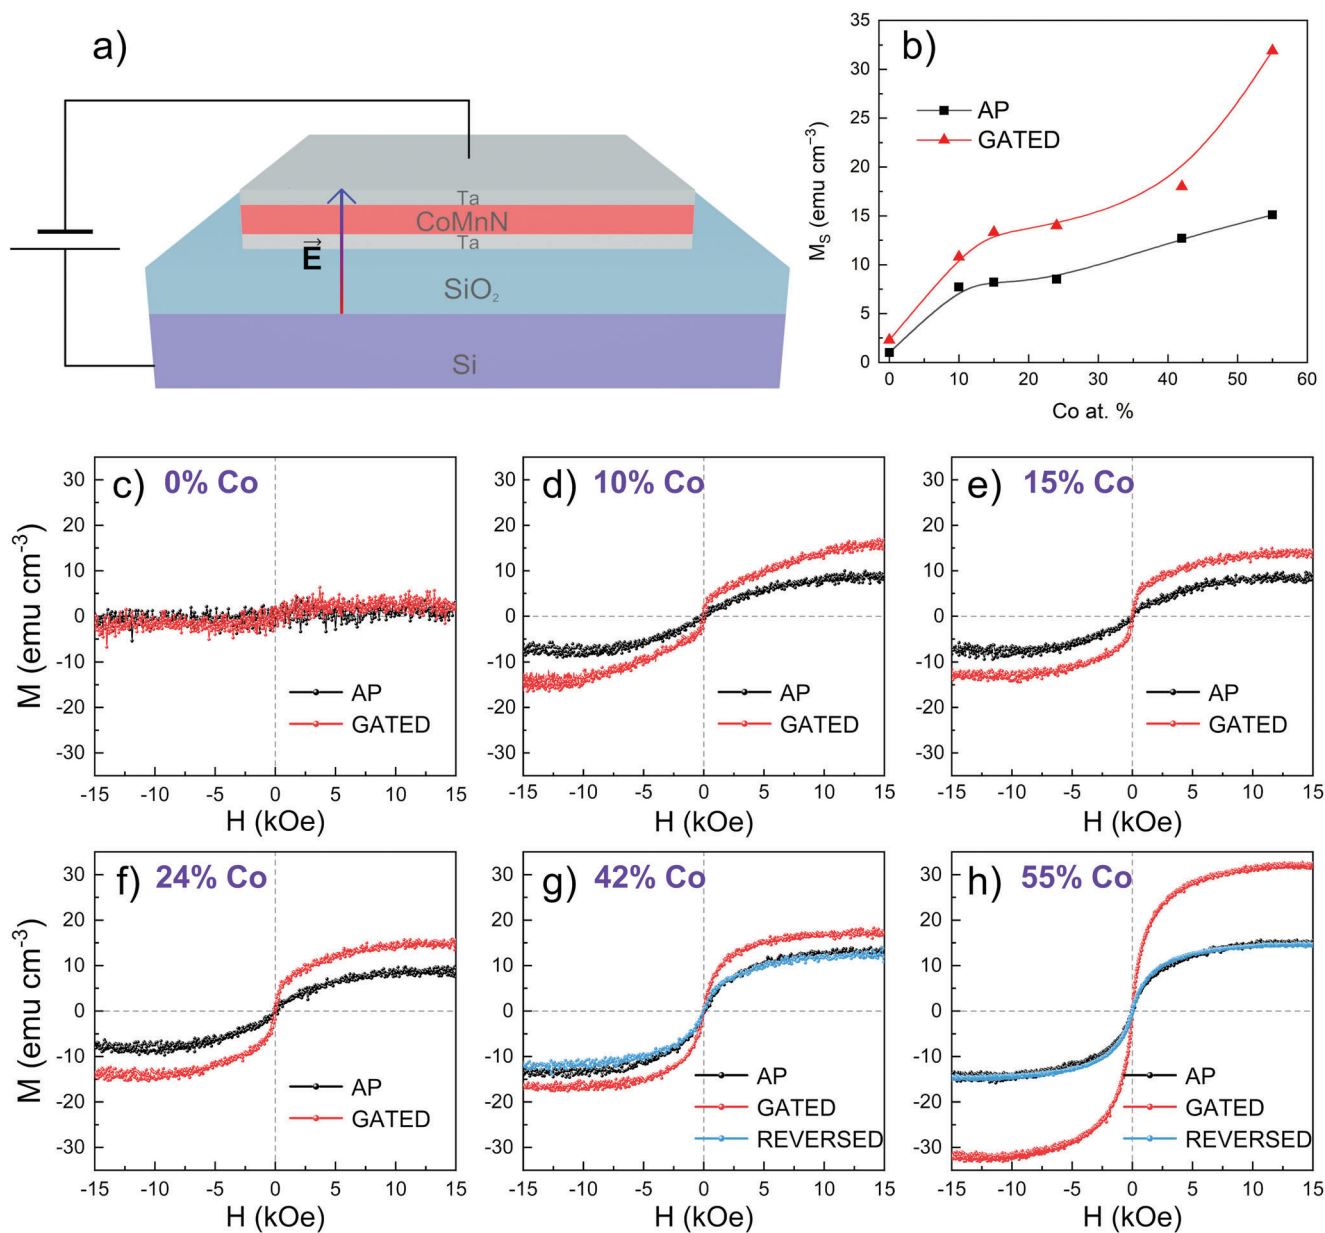 a)
Ta
CoMnN
Ta
E
SiO₂
Si
b)
AP
GATED
M_S (emu cm⁻³)
35
30
25
20
15
10
5
0
0 10 20 30 40 50 60
Co at. %
c) 0% Co
M (emu cm⁻³)
30
20
10
0
-10
-20
-30
AP
GATED
-15 -10 -5 0 5 10 15
H (kOe)
d) 10% Co
30
20
10
0
-10
-20
-30
AP
GATED
-15 -10 -5 0 5 10 15
H (kOe)
e) 15% Co
30
20
10
0
-10
-20
-30
AP
GATED
-15 -10 -5 0 5 10 15
H (kOe)
f) 24% Co
M (emu cm⁻³)
30
20
10
0
-10
-20
-30
AP
GATED
-15 -10 -5 0 5 10 15
H (kOe)
g) 42% Co
30
20
10
0
-10
-20
-30
AP
GATED
REVERSED
-15 -10 -5 0 5 10 15
H (kOe)
h) 55% Co
30
20
10
0
-10
-20
-30
AP
GATED
REVERSED
-15 -10 -5 0 5 10 15
H (kOe)